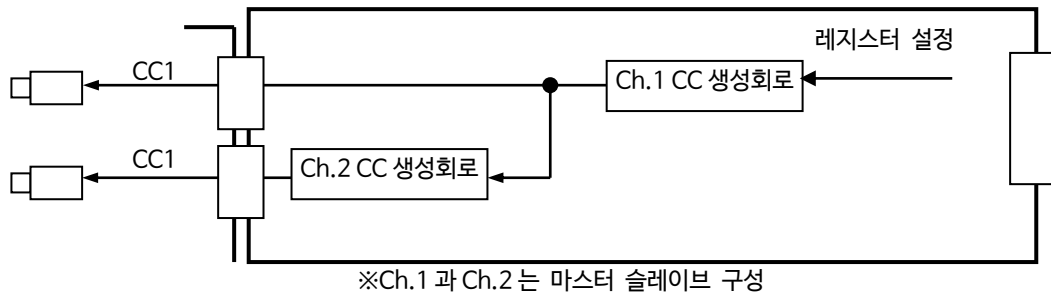 레지스터 설정
CC1
Ch.1 CC 생성회로
CC1
Ch.2 CC 생성회로
※Ch.1 과 Ch.2 는 마스터 슬레이브 구성